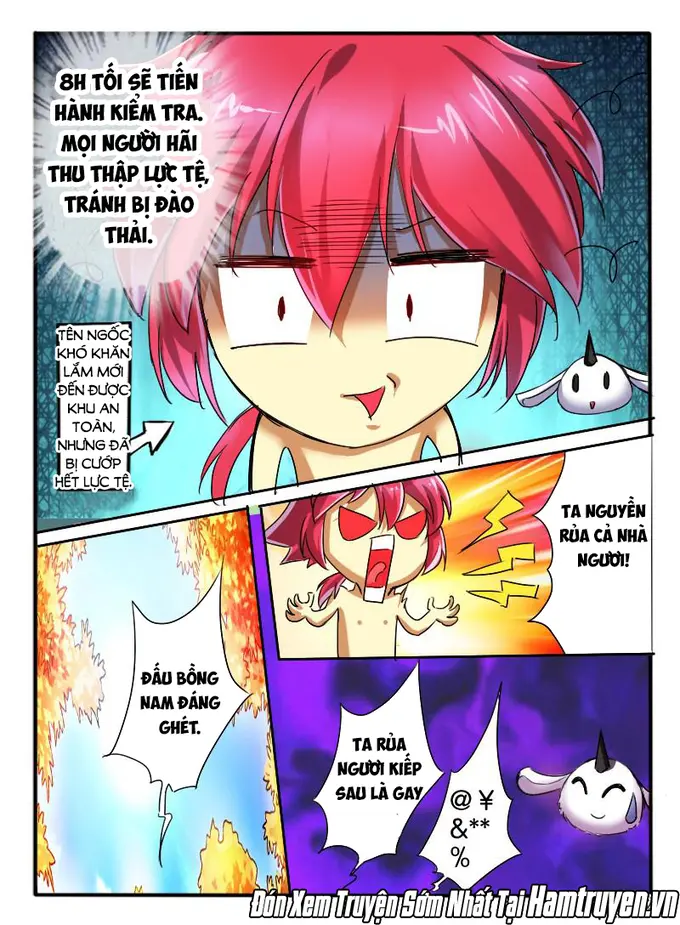 8H TỐI SẼ TIẾN
HÀNH KIỂM TRA.
MỌI NGƯỜI HÃI
THU THẬP LỰC TỆ,
TRÁNH BỊ ĐÀO
THẢI.
TÊN NGỐC
KHÓ KHĂN
LẮM MỚI
ĐẾN ĐƯỢC
KHU AN
TOÀN,
NHƯNG ĐÃ
BỊ CƯỚP
HẾT LỰC TỆ.
TA NGUYỀN
RỦA CẢ NHÀ
NGƯƠI!
ĐẤU BỒNG
NAM ĐÁNG
GHÉT.
TA RỦA
NGƯƠI KIẾP
SAU LÀ GAY
@ ¥
&**
%
Đón Xem Truyện Sớm Nhất Tại Hamtruyen.vn